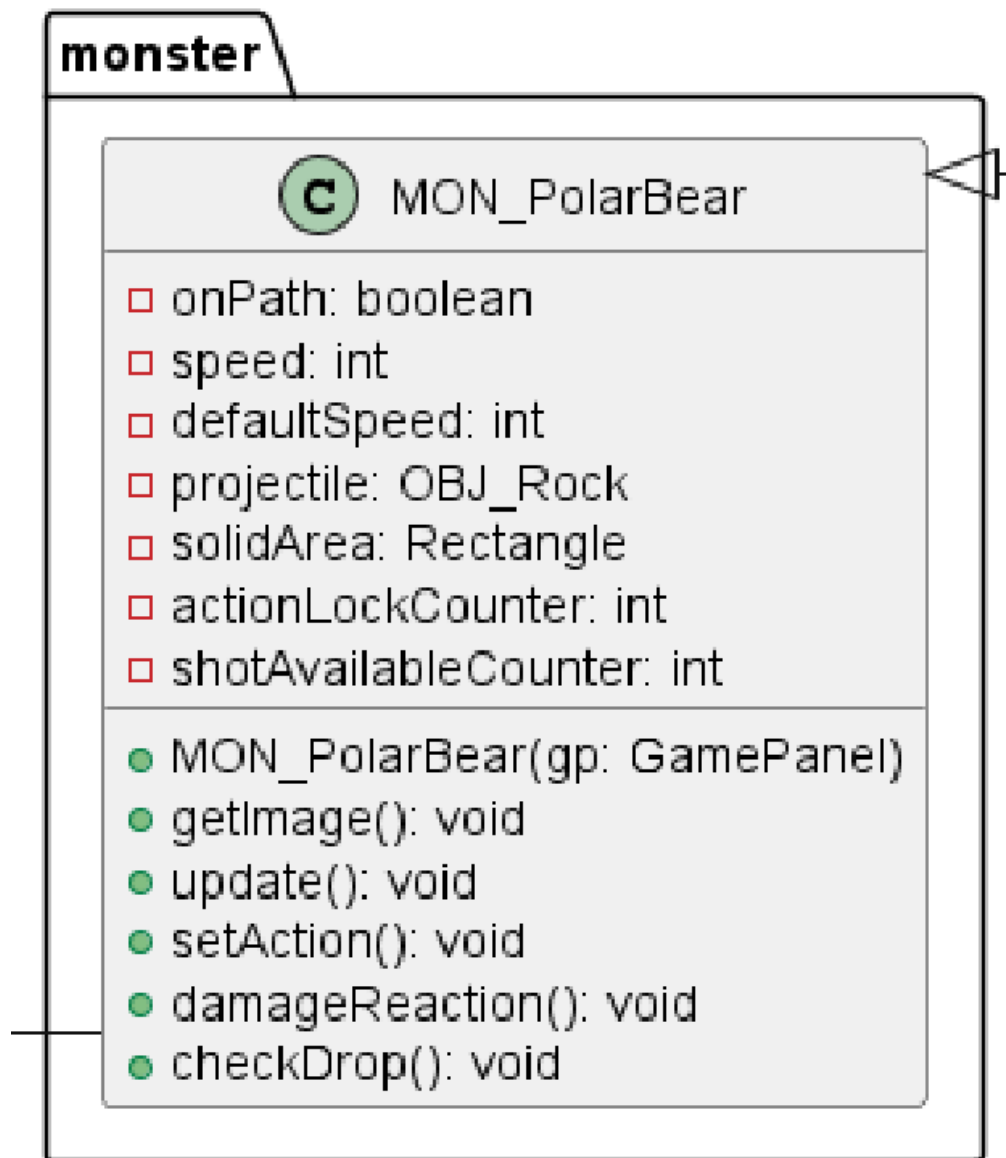 monster
C MON_PolarBear
onPath: boolean
speed: int
defaultSpeed: int
projectile: OBJ_Rock
solidArea: Rectangle
actionLockCounter: int
shotAvailableCounter: int
MON_PolarBear(gp: GamePanel)
getImage(): void
update(): void
setAction(): void
damageReaction(): void
checkDrop(): void